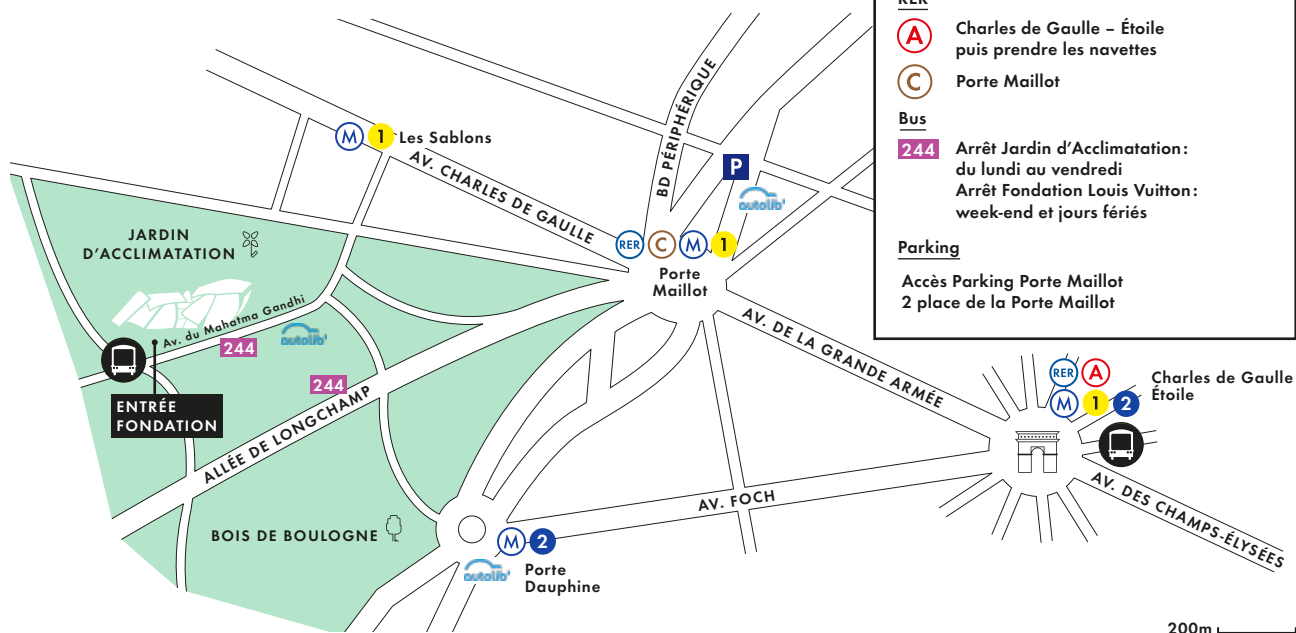 RER
A
Charles de Gaulle – Étoile
puis prendre les navettes
C
Porte Maillot
Bus
244
Arrêt Jardin d'Acclimatation :
du lundi au vendredi
Arrêt Fondation Louis Vuitton :
week-end et jours fériés
Parking
Accès Parking Porte Maillot
2 place de la Porte Maillot
BD PÉRIPHÉRIQUE
M 1 Les Sablons
AV. CHARLES DE GAULLE
P
autolib'
JARDIN
D'ACCLIMATATION
RER C M 1
Porte
Maillot
Av. du Mahatma Gandhi
244
autolib'
AV. DE LA GRANDE ARMÉE
244
ENTRÉE
FONDATION
ALLÉE DE LONGCHAMP
RER A
M 1 2
Charles de Gaulle
Étoile
AV. FOCH
AV. DES CHAMPS-ÉLYSÉES
BOIS DE BOULOGNE
M 2
autolib'
Porte
Dauphine
200m